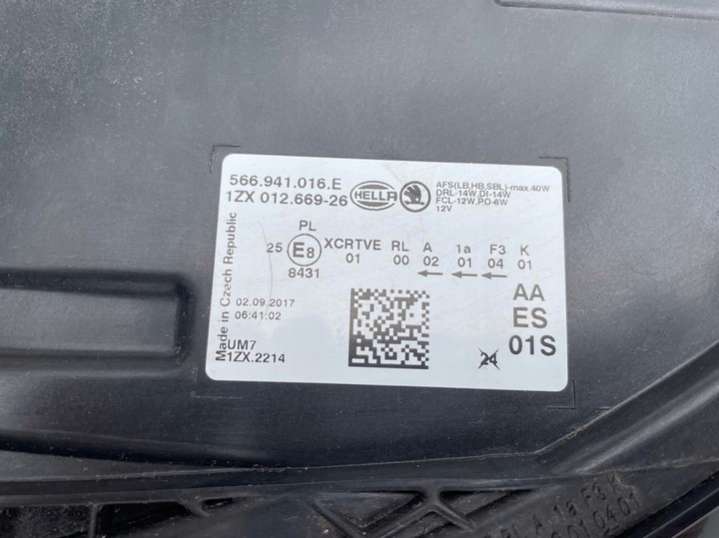 566.941.016.E
1ZX 012.669-26
HELLA
AFS(LB,HB,SBL)-max.40W
DRL-14W,DI-14W
FCL-12W,PO-6W
12V
PL
25 E8 XCRTVE RL A 1a F3 K
8431 01 00 02 01 04 01
Made in Czech Republic
02.09.2017
06:41:02
AA
ES
01S
UM7
E1ZX.2214
24